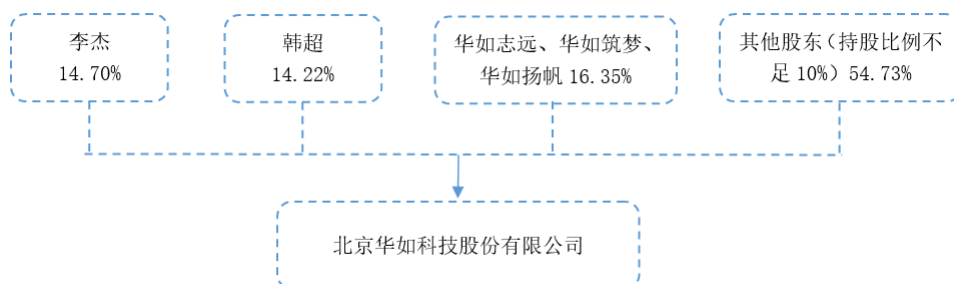 李杰
14.70%
韩超
14.22%
华如志远、华如筑梦、
华如扬帆 16.35%
其他股东（持股比例不
足 10%）54.73%
北京华如科技股份有限公司